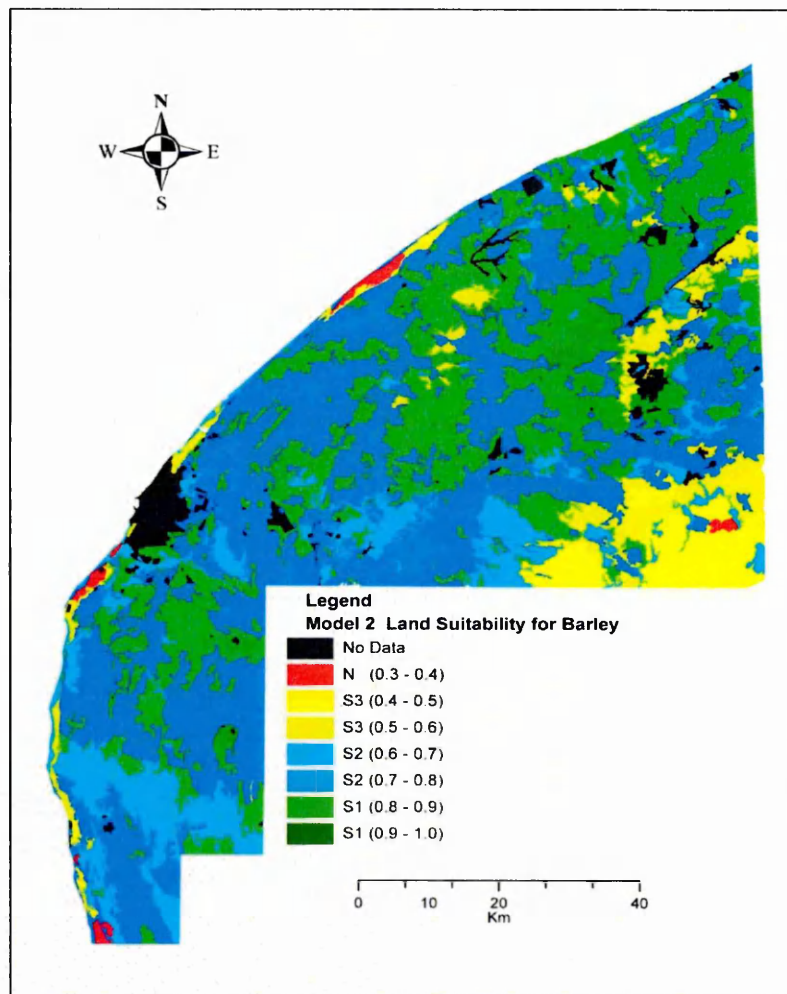 N
W E
S
Legend
Model 2 Land Suitability for Barley
No Data
N (0.3 - 0.4)
S3 (0.4 - 0.5)
S3 (0.5 - 0.6)
S2 (0.6 - 0.7)
S2 (0.7 - 0.8)
S1 (0.8 - 0.9)
S1 (0.9 - 1.0)
0 10 20 40
Km